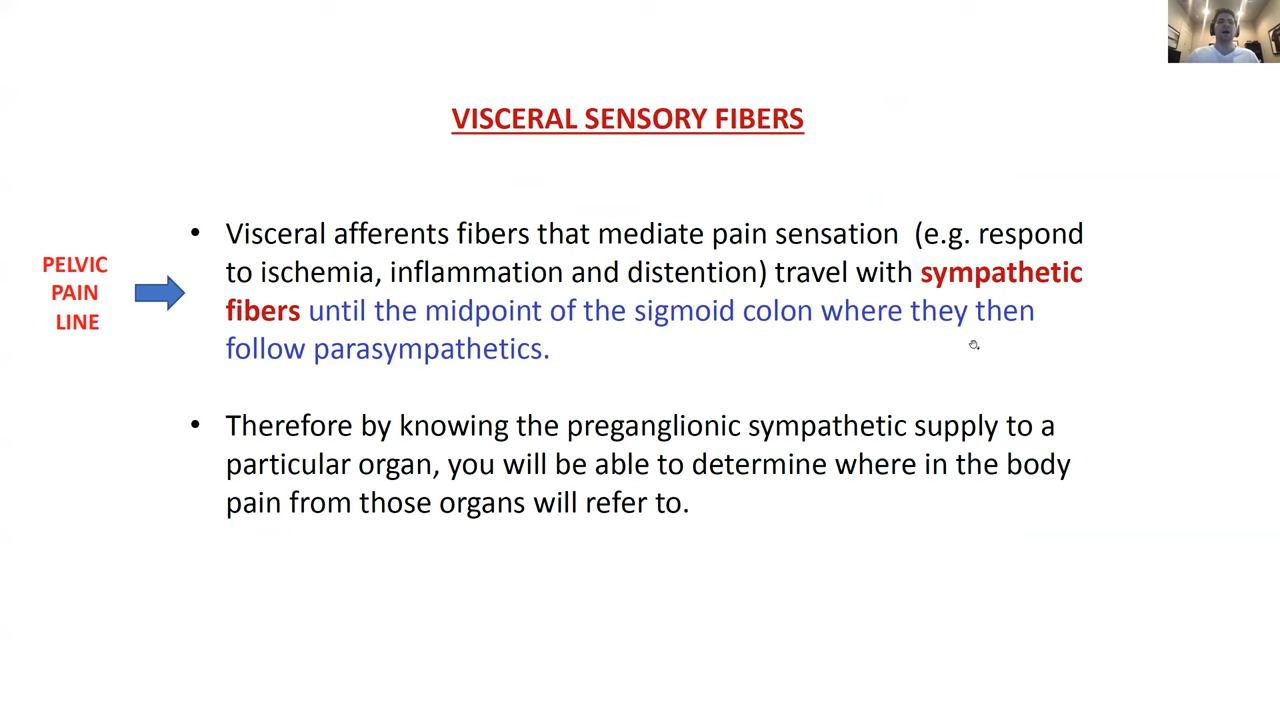 VISCERAL SENSORY FIBERS
PELVIC
PAIN
LINE
• Visceral afferents fibers that mediate pain sensation (e.g. respond
to ischemia, inflammation and distention) travel with sympathetic
fibers until the midpoint of the sigmoid colon where they then
follow parasympathetics.
• Therefore by knowing the preganglionic sympathetic supply to a
particular organ, you will be able to determine where in the body
pain from those organs will refer to.